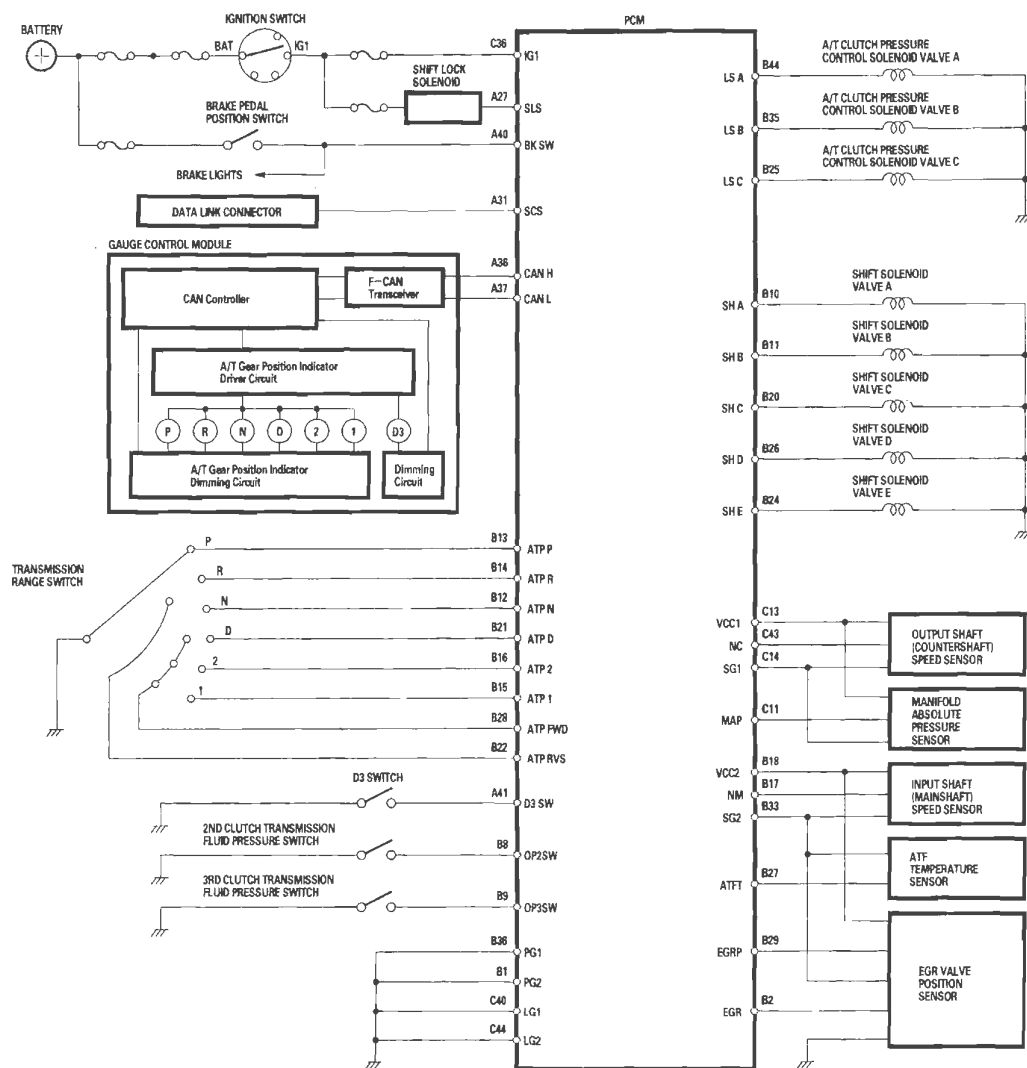 PCM
BATTERY
IGNITION SWITCH
BAT
IG1
C36
IG1
SHIFT LOCK
SOLENOID
A27
SLS
BRAKE PEDAL
POSITION SWITCH
A40
BK SW
BRAKE LIGHTS
DATA LINK CONNECTOR
A31
SCS
GAUGE CONTROL MODULE
CAN Controller
F-CAN
Transceiver
A36
CAN H
A37
CAN L
A/T Gear Position Indicator
Driver Circuit
P
R
N
D
2
1
D3
A/T Gear Position Indicator
Dimming Circuit
Dimming
Circuit
TRANSMISSION
RANGE SWITCH
P
B13
ATP P
R
B14
ATP R
N
B12
ATP N
D
B21
ATP D
2
B16
ATP 2
1
B15
ATP 1
B28
ATP FWD
B22
ATP RVS
D3 SWITCH
A41
D3 SW
2ND CLUTCH TRANSMISSION
FLUID PRESSURE SWITCH
B8
OP2SW
3RD CLUTCH TRANSMISSION
FLUID PRESSURE SWITCH
B9
OP3SW
B36
PG1
B1
PG2
C40
LG1
C44
LG2
A/T CLUTCH PRESSURE
CONTROL SOLENOID VALVE A
LS A
B44
A/T CLUTCH PRESSURE
CONTROL SOLENOID VALVE B
LS B
B35
A/T CLUTCH PRESSURE
CONTROL SOLENOID VALVE C
LS C
B25
SHIFT SOLENOID
VALVE A
SH A
B10
SHIFT SOLENOID
VALVE B
SH B
B11
SHIFT SOLENOID
VALVE C
SH C
B20
SHIFT SOLENOID
VALVE D
SH D
B26
SHIFT SOLENOID
VALVE E
SH E
B24
VCC1
C13
NC
C43
SG1
C14
OUTPUT SHAFT
(COUNTERSHAFT)
SPEED SENSOR
MAP
C11
MANIFOLD
ABSOLUTE
PRESSURE
SENSOR
VCC2
B18
NM
B17
SG2
B33
INPUT SHAFT
(MAINSHAFT)
SPEED SENSOR
ATFT
B27
ATF
TEMPERATURE
SENSOR
EGRP
B29
EGR
B2
EGR VALVE
POSITION
SENSOR